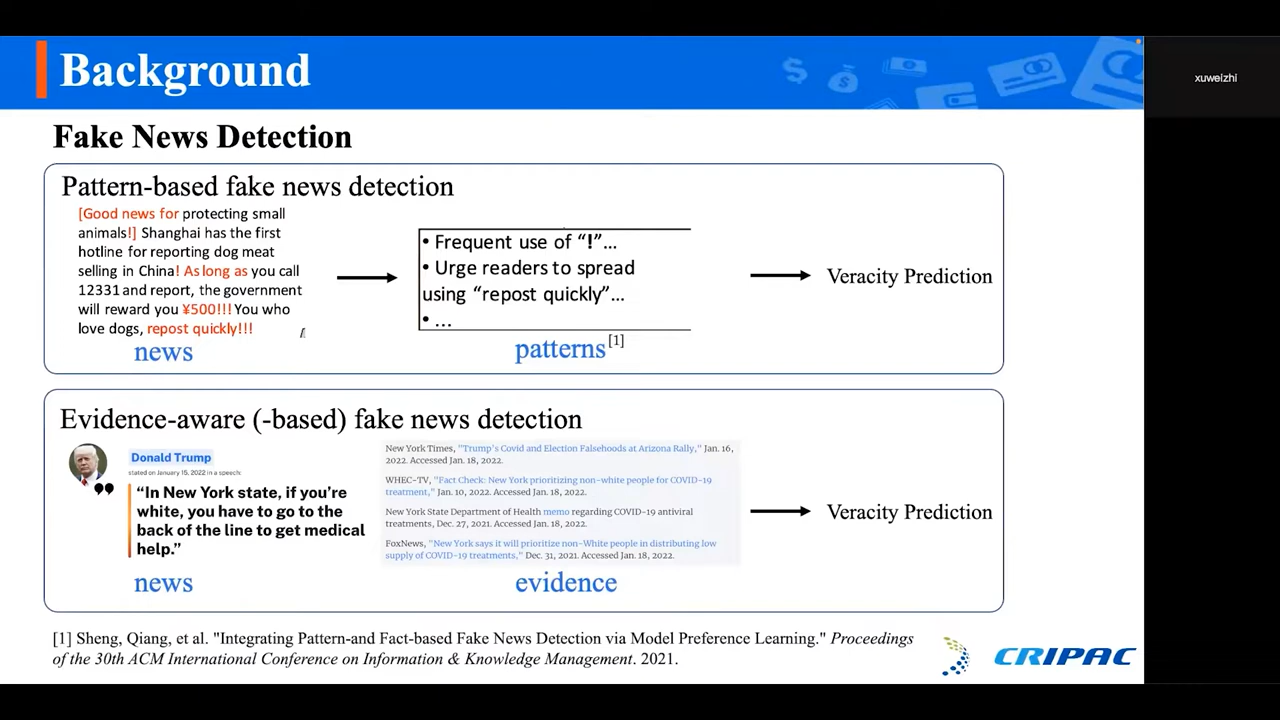 Background
xuweizhi
Fake News Detection
Pattern-based fake news detection
[Good news for protecting small
animals!] Shanghai has the first
hotline for reporting dog meat
selling in China! As long as you call
12331 and report, the government
will reward you ¥500!!! You who
love dogs, repost quickly!!!
news
• Frequent use of “!”...
• Urge readers to spread
using “repost quickly”...
• ...
patterns[1]
Veracity Prediction
Evidence-aware (-based) fake news detection
Donald Trump
stated on January 15, 2022 in a speech:
“In New York state, if you’re
white, you have to go to the
back of the line to get medical
help.”
news
New York Times, "Trump's Covid and Election Falsehoods at Arizona Rally," Jan. 16,
2022. Accessed Jan. 18, 2022.
WHEC-TV, "Fact Check: New York prioritizing non-white people for COVID-19
treatment," Jan. 10, 2022. Accessed Jan. 18, 2022.
New York State Department of Health memo regarding COVID-19 antiviral
treatments, Dec. 27, 2021. Accessed Jan. 18, 2022.
FoxNews, "New York says it will prioritize non-White people in distributing low
supply of COVID-19 treatments," Dec. 31, 2021. Accessed Jan. 18, 2022.
evidence
Veracity Prediction
[1] Sheng, Qiang, et al. "Integrating Pattern-and Fact-based Fake News Detection via Model Preference Learning." Proceedings
of the 30th ACM International Conference on Information & Knowledge Management. 2021.
CRIPAC